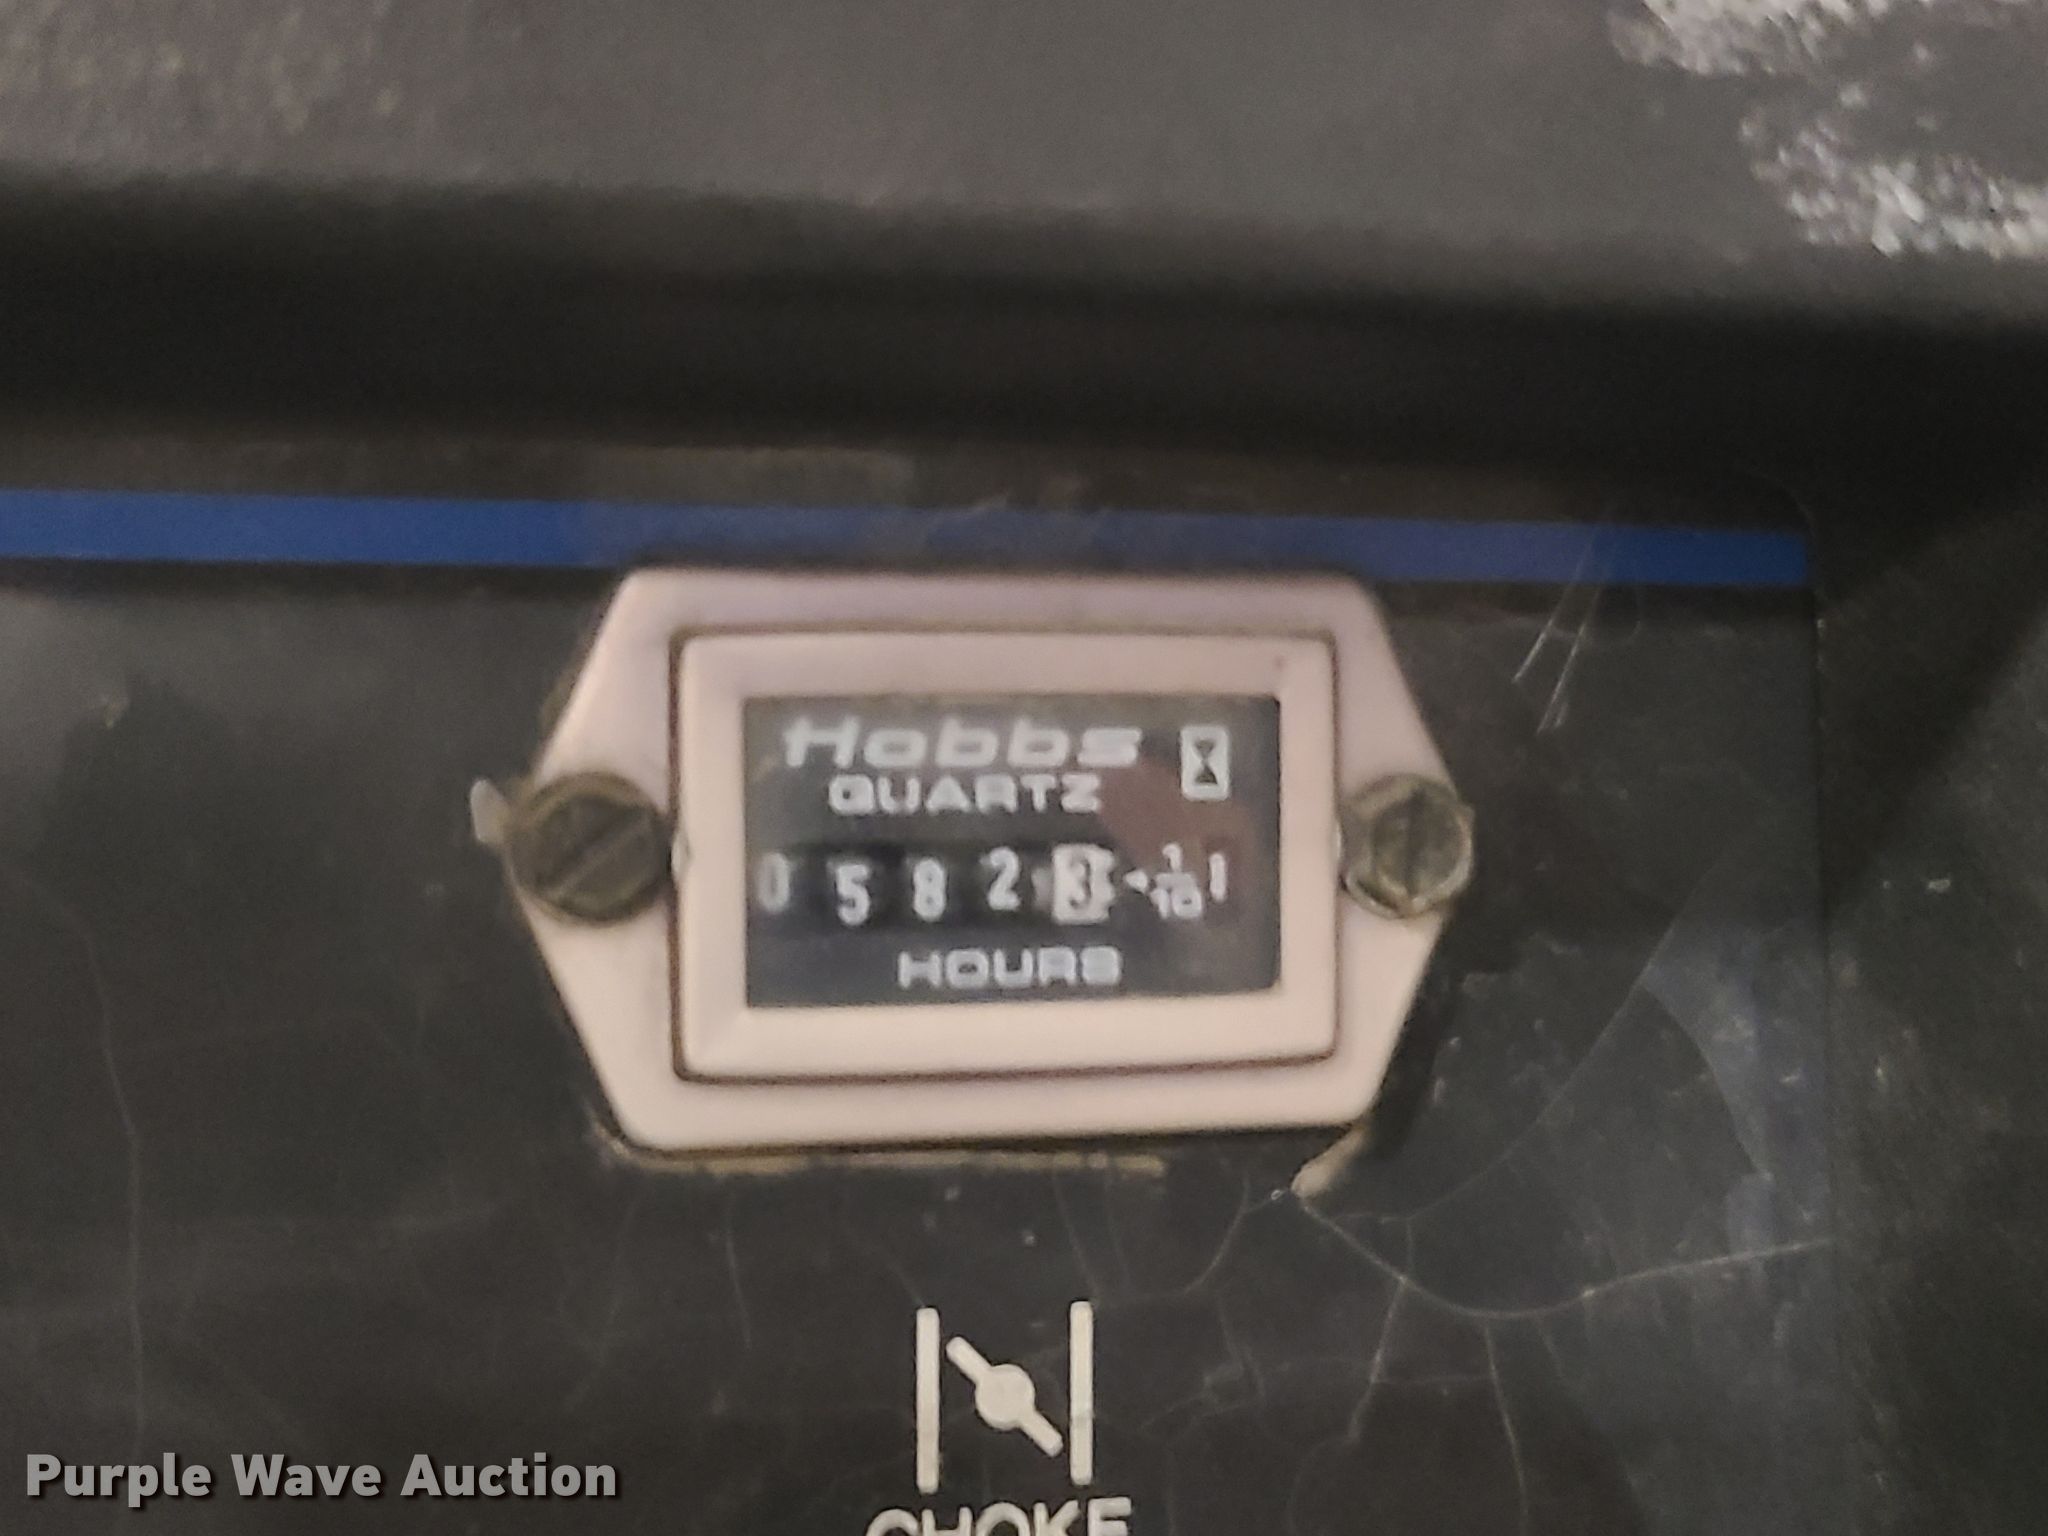 Hobbs
QUARTZ
0 5 8 2 3 1/10
HOURS
CHOKE
Purple Wave Auction